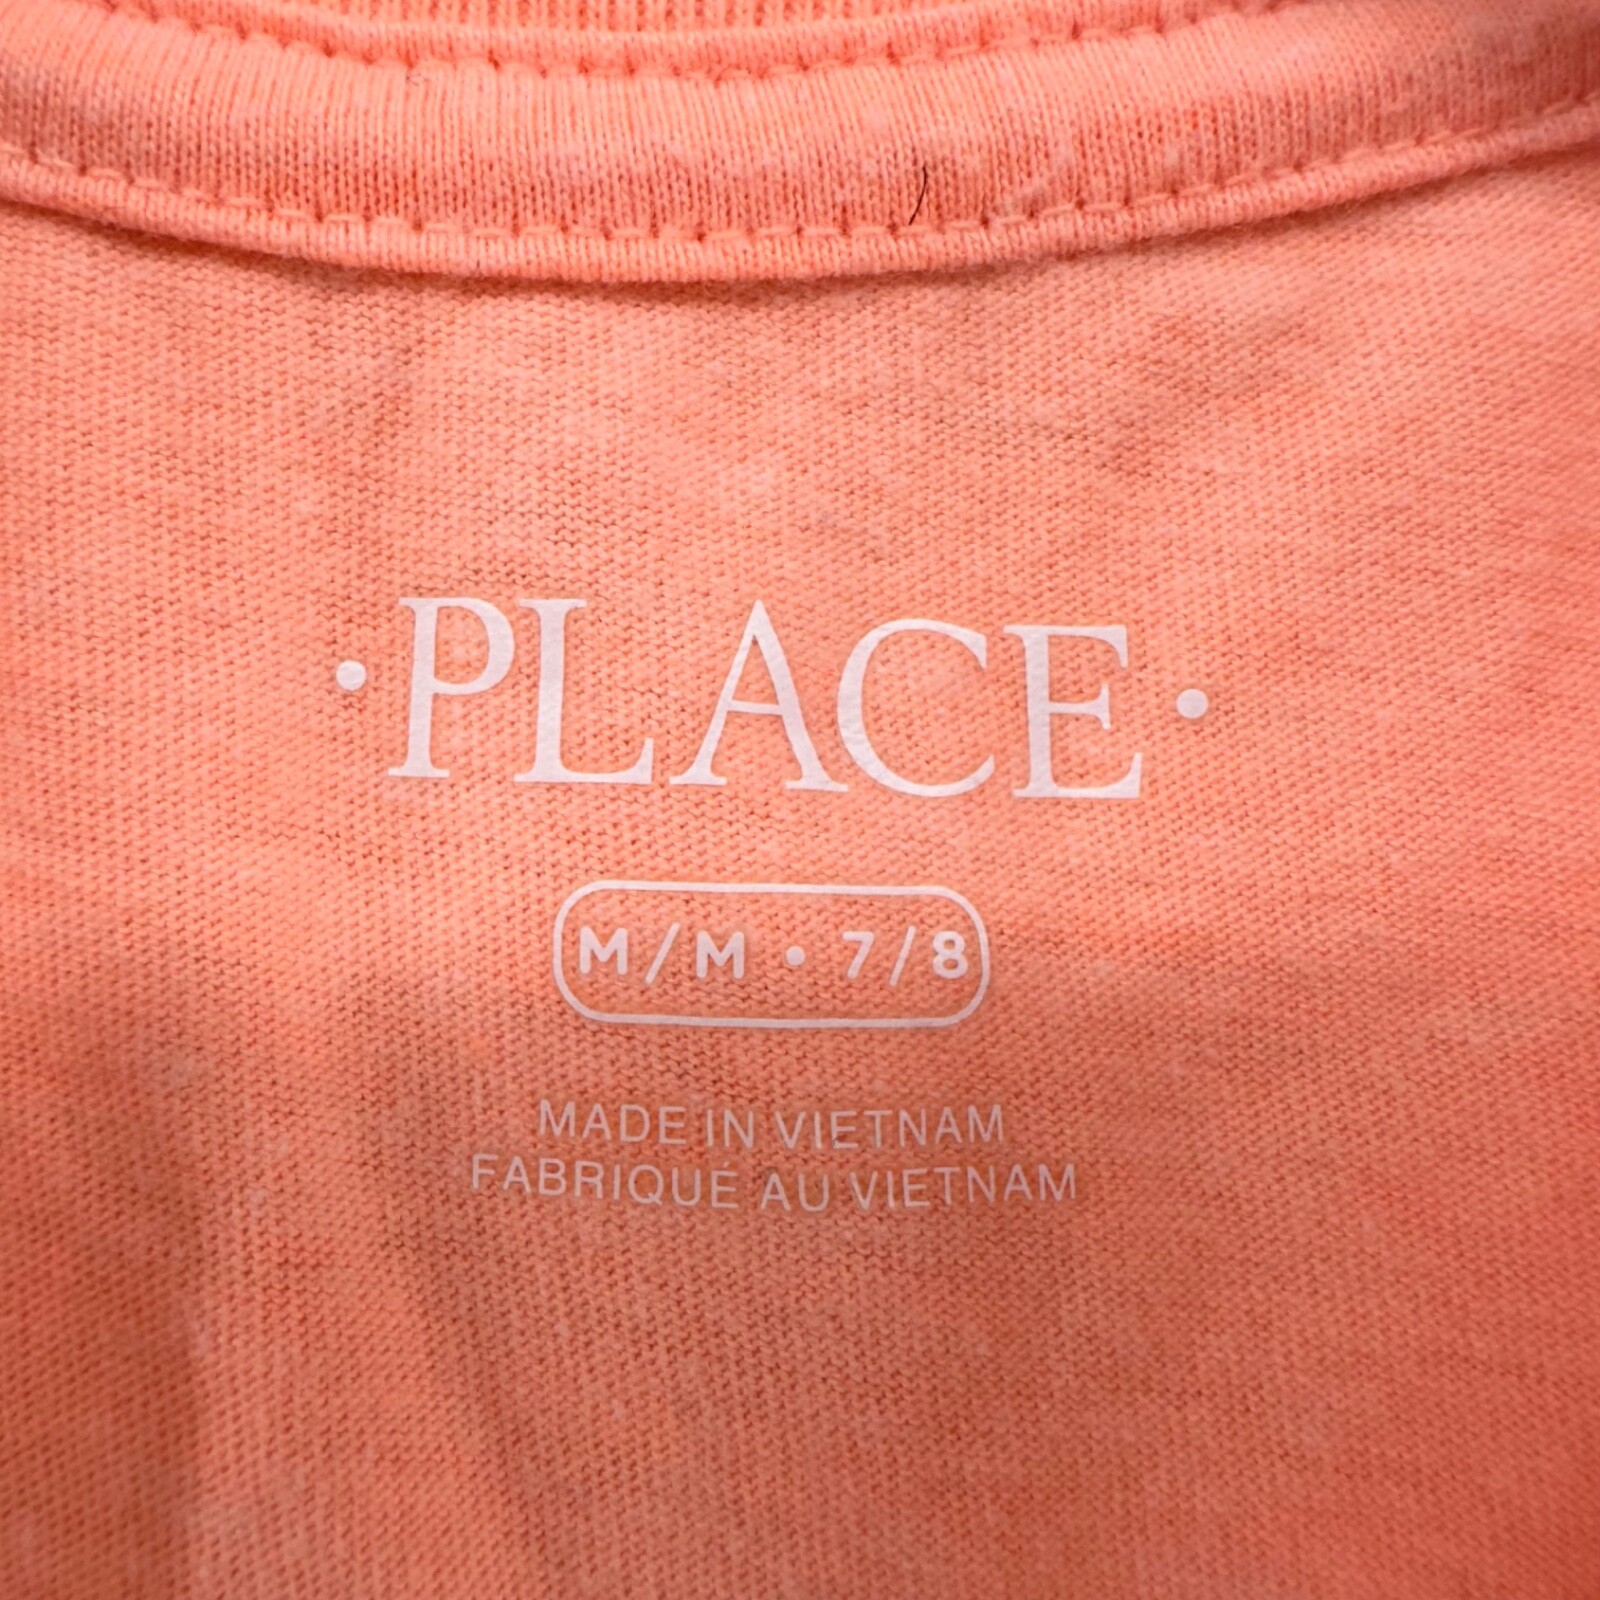 ·PLACE·
M/M • 7/8
MADE IN VIETNAM
FABRIQUÉ AU VIETNAM